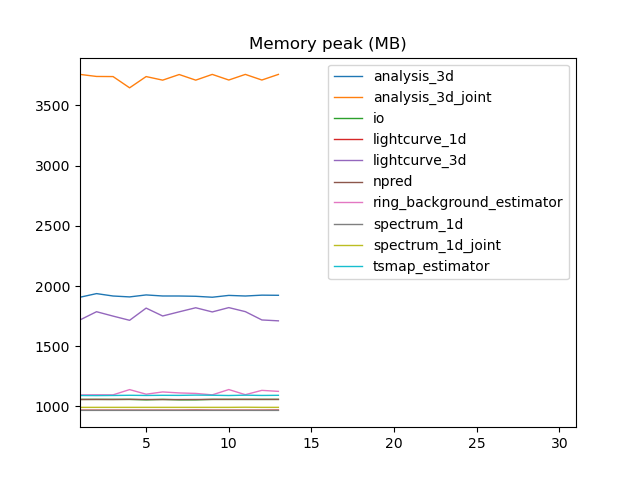 Memory peak (MB)
3500
3000
2500
2000
1500
1000
5
10
15
20
25
30
analysis_3d
analysis_3d_joint
io
lightcurve_1d
lightcurve_3d
npred
ring_background_estimator
spectrum_1d
spectrum_1d_joint
tsmap_estimator